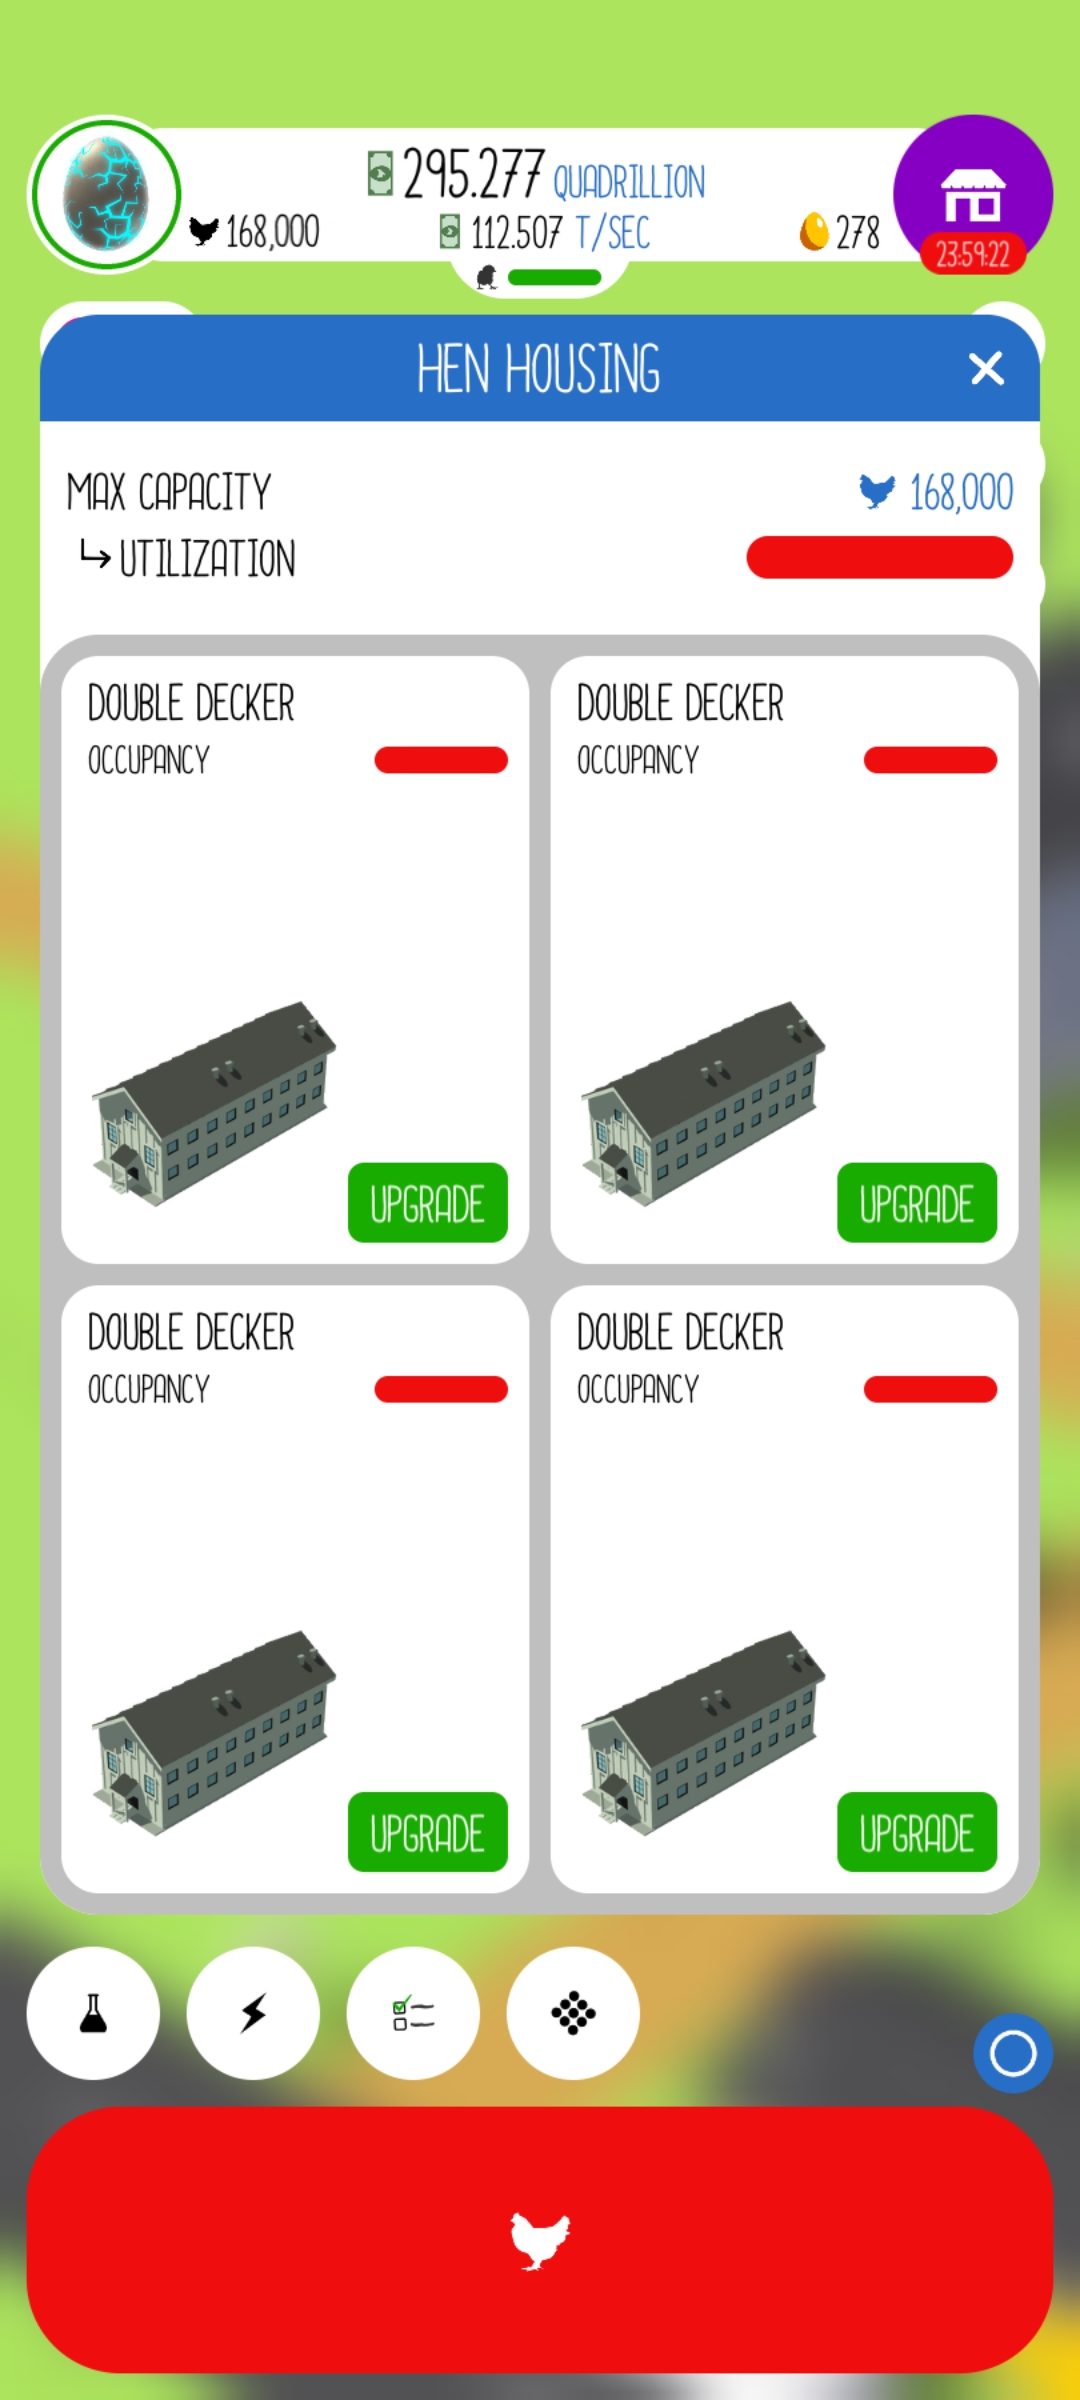 295.277 QUADRILLION
168,000
112.507 T/SEC
278
23:59:22
HEN HOUSING
MAX CAPACITY
168,000
UTILIZATION
DOUBLE DECKER
OCCUPANCY
UPGRADE
DOUBLE DECKER
OCCUPANCY
UPGRADE
DOUBLE DECKER
OCCUPANCY
UPGRADE
DOUBLE DECKER
OCCUPANCY
UPGRADE